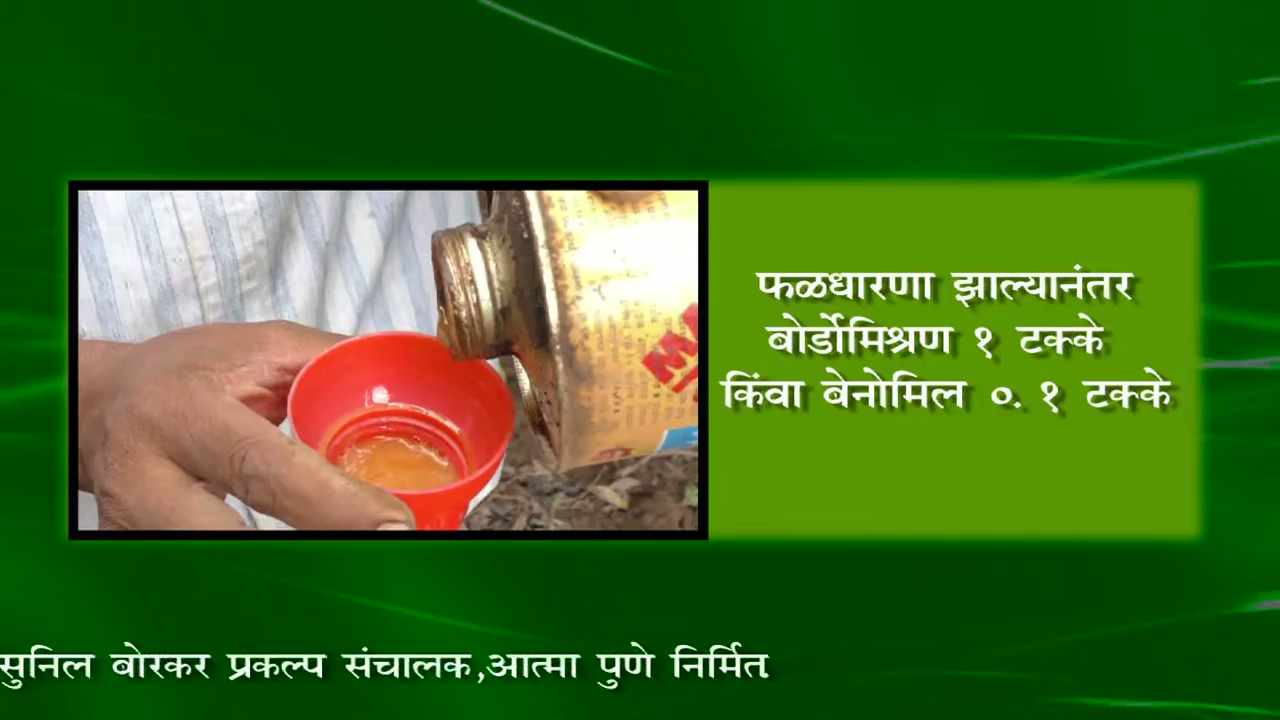 फळधारणा झाल्यानंतर
बोर्डोमिश्रण १ टक्के
किंवा बेनोमिल ०. १ टक्के
सुनिल बोरकर प्रकल्प संचालक,आत्मा पुणे निर्मित